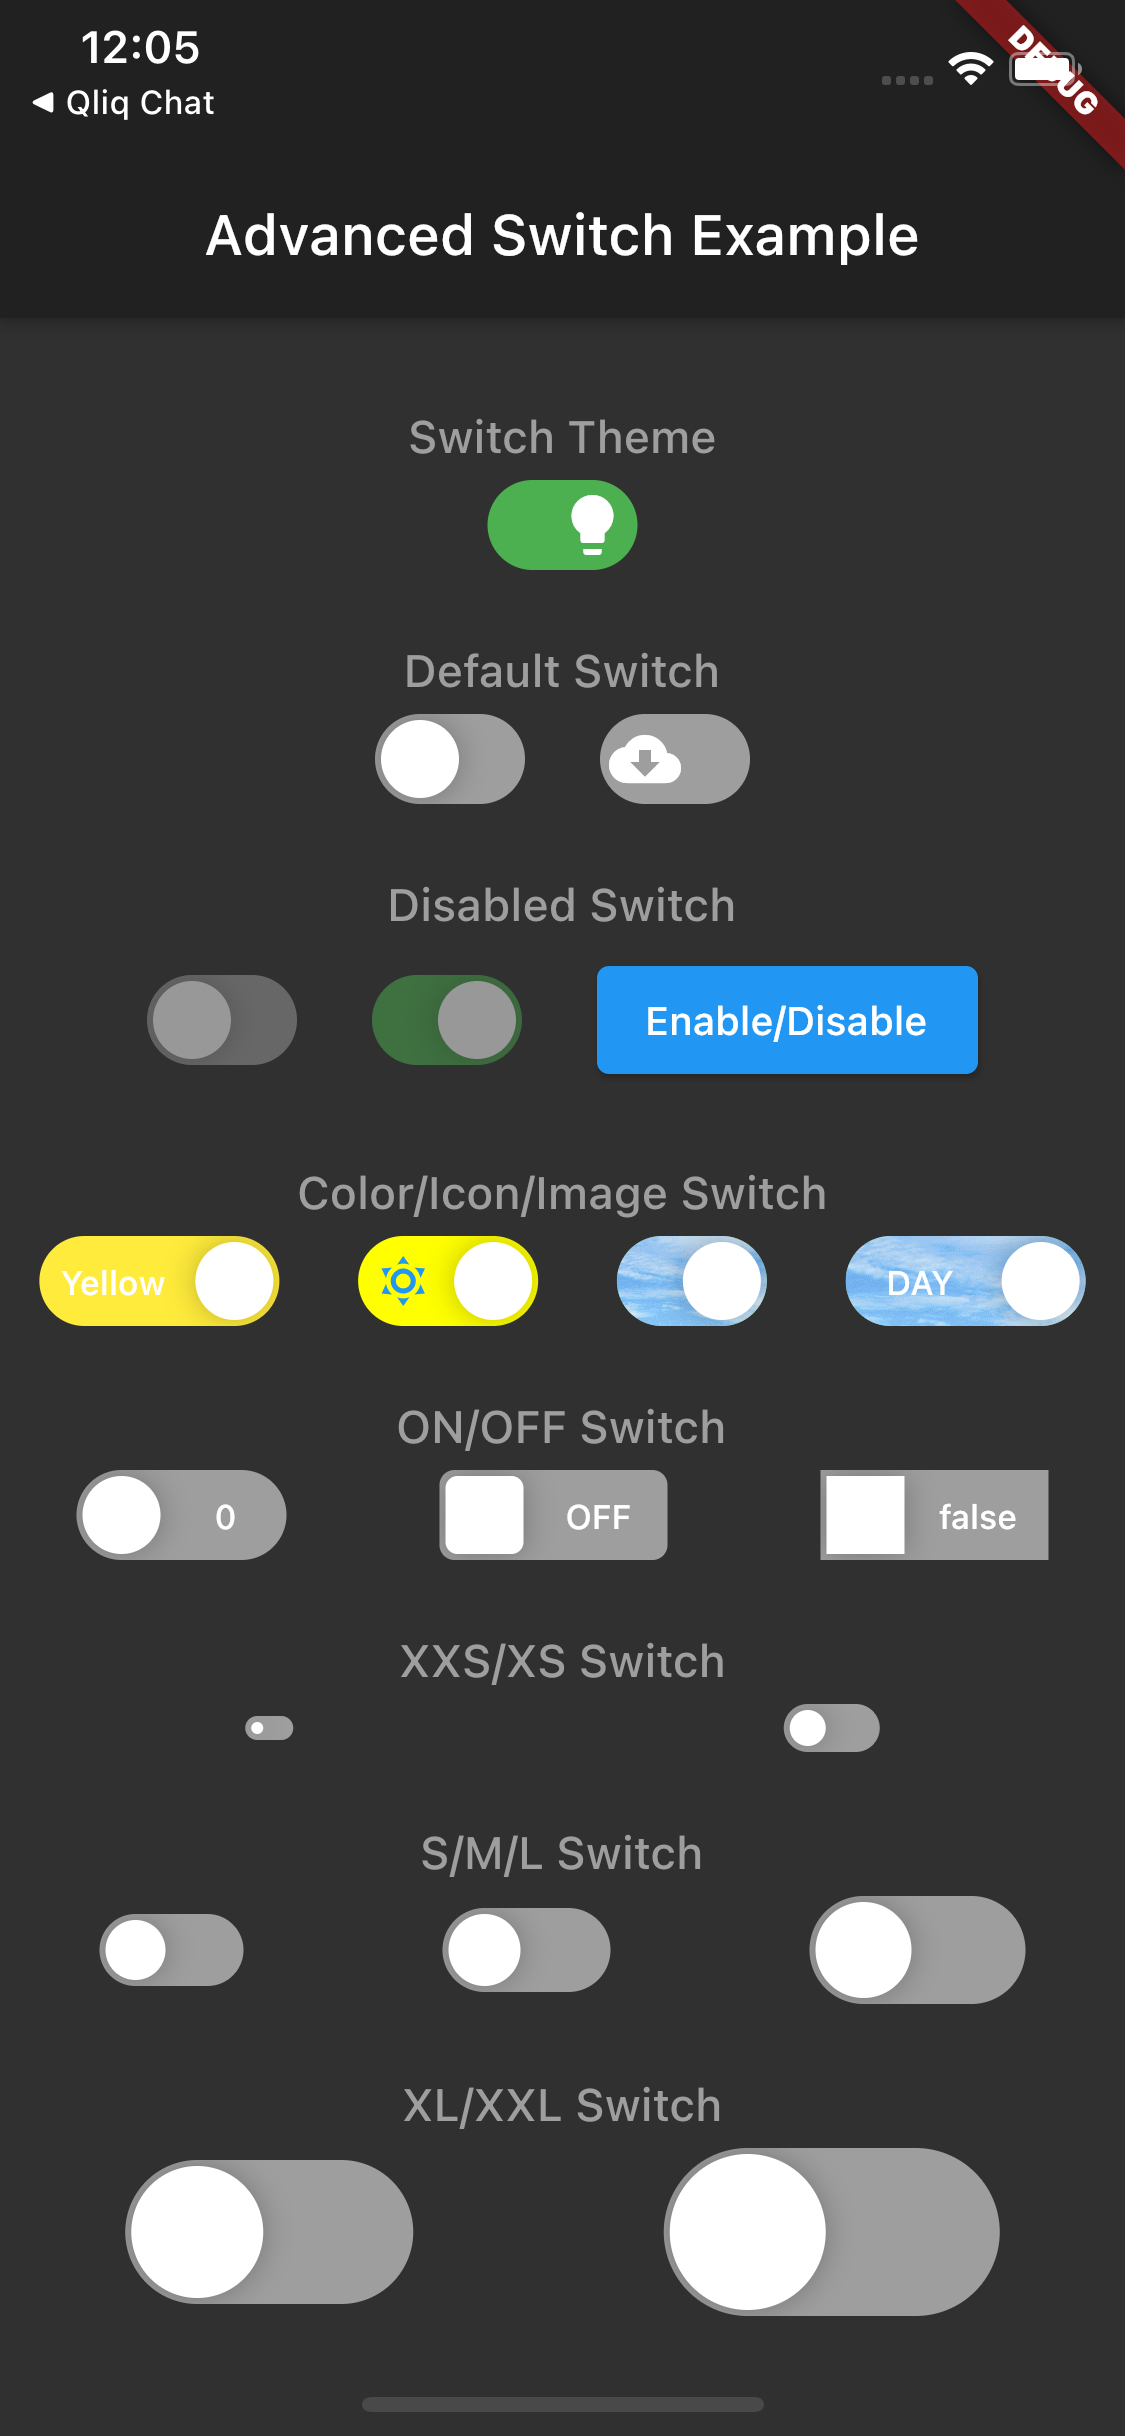 12:05
◀ Qliq Chat
DEBUG
Advanced Switch Example
Switch Theme
Default Switch
Disabled Switch
Enable/Disable
Color/Icon/Image Switch
Yellow
DAY
ON/OFF Switch
0
OFF
false
XXS/XS Switch
S/M/L Switch
XL/XXL Switch